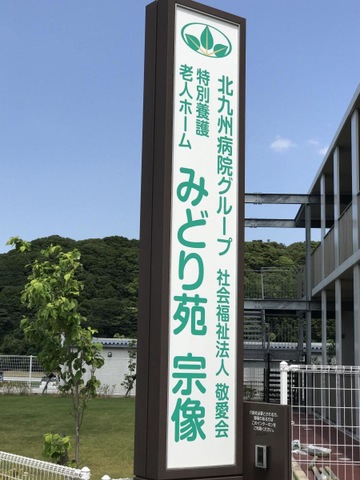 北九州病院グループ 社会福祉法人 敬愛会
特別養護
老人ホーム
みどり苑 宗像